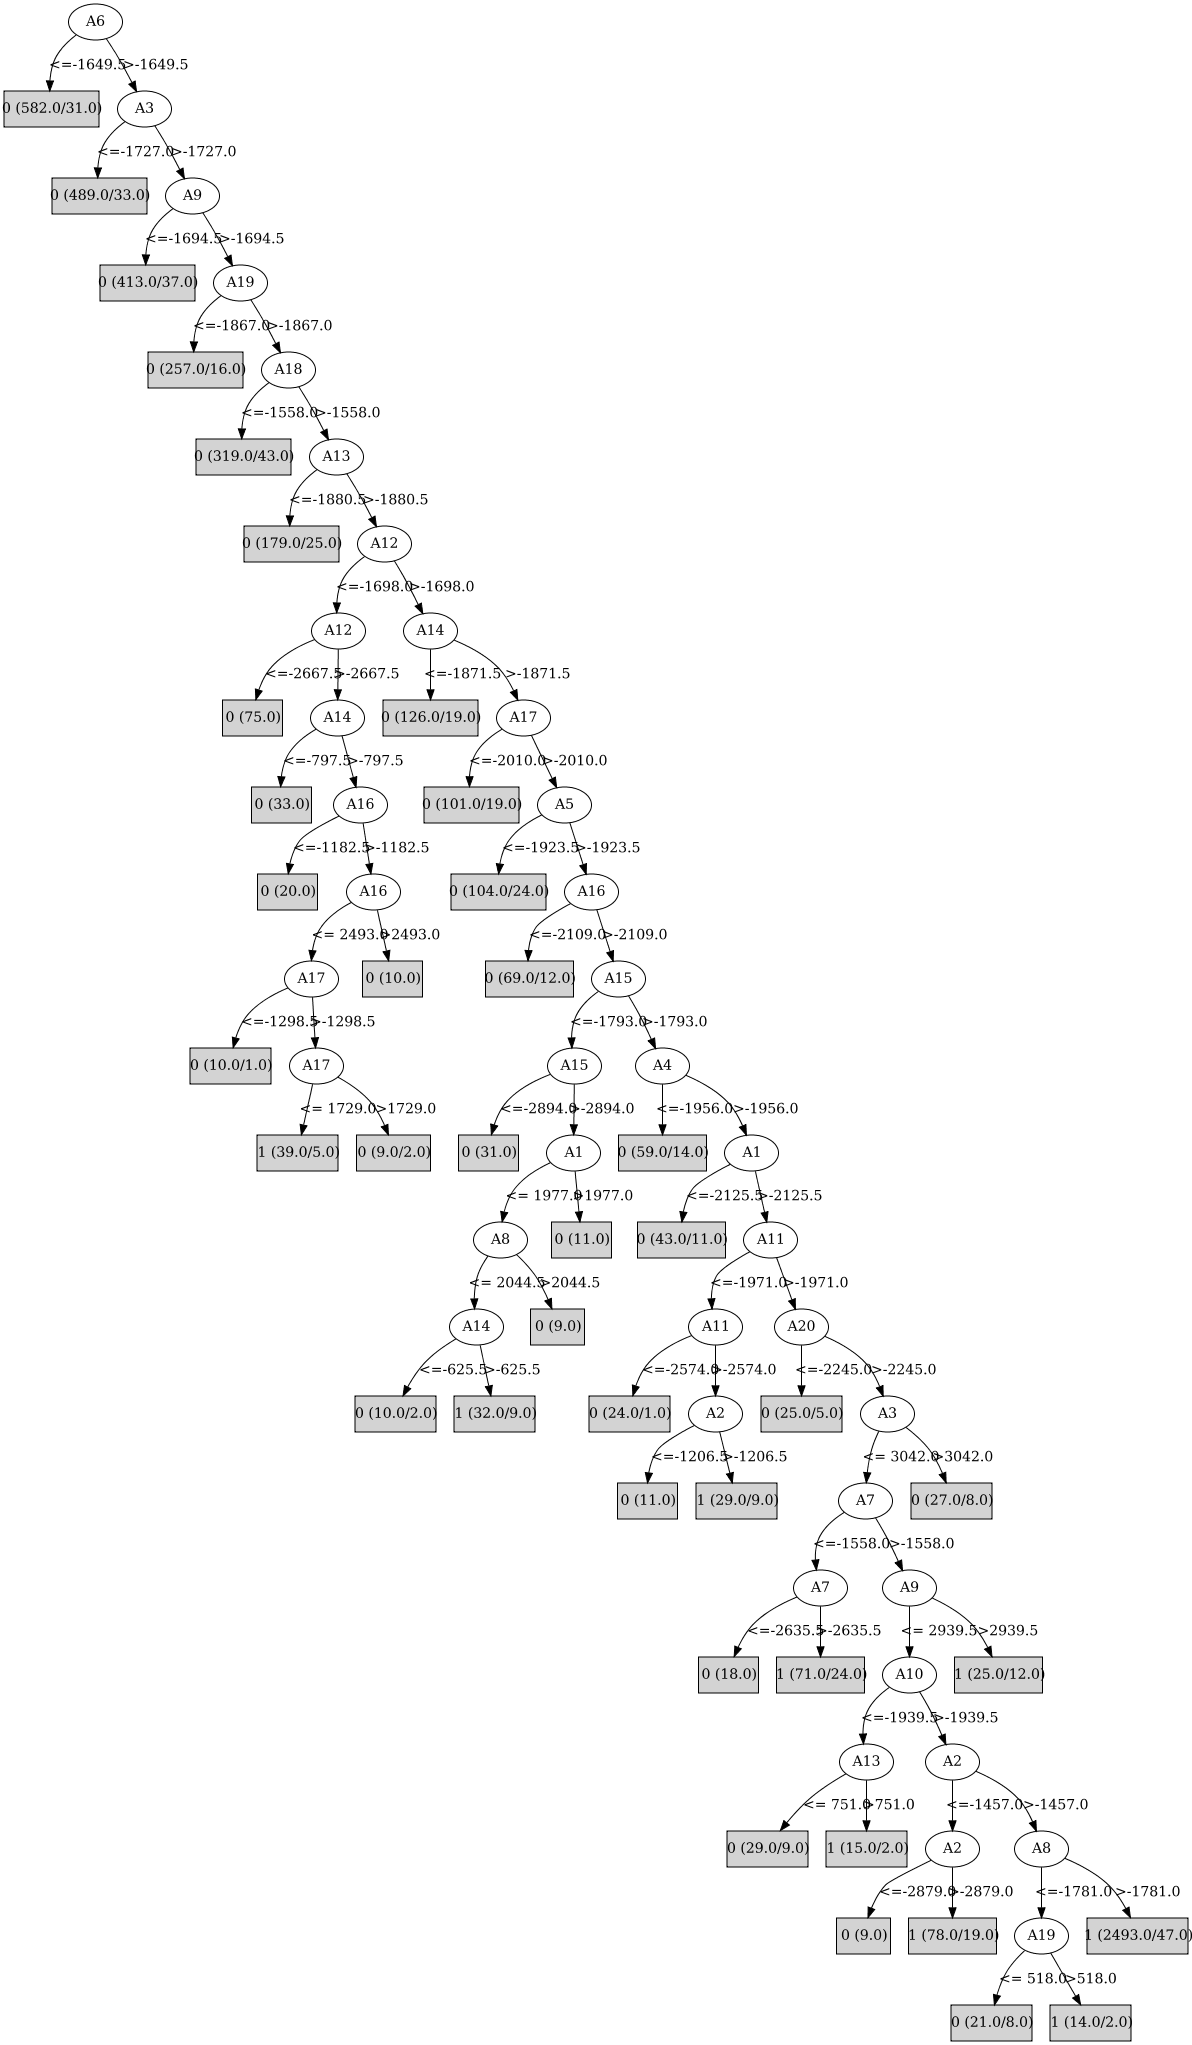 A6
<=-1649.5 >-1649.5
0 (582.0/31.0) A3
<=-1727.0 >-1727.0
0 (489.0/33.0) A9
<=-1694.5 >-1694.5
0 (413.0/37.0) A19
<=-1867.0 >-1867.0
0 (257.0/16.0) A18
<=-1558.0 >-1558.0
0 (319.0/43.0) A13
<=-1880.5 >-1880.5
0 (179.0/25.0) A12
<=-1698.0 >-1698.0
A12 A14
<=-2667.5 >-2667.5 <=-1871.5 >-1871.5
0 (75.0) A14 0 (126.0/19.0) A17
<=-797.5 >-797.5 <=-2010.0 >-2010.0
0 (33.0) A16 0 (101.0/19.0) A5
<=-1182.5 >-1182.5 <=-1923.5 >-1923.5
0 (20.0) A16 0 (104.0/24.0) A16
<= 2493.0 >2493.0 <=-2109.0 >-2109.0
A17 0 (10.0) 0 (69.0/12.0) A15
<=-1298.5 >-1298.5 <=-1793.0 >-1793.0
0 (10.0/1.0) A17 A15 A4
<= 1729.0 >1729.0 <=-2894.0 >-2894.0 <=-1956.0 >-1956.0
1 (39.0/5.0) 0 (9.0/2.0) 0 (31.0) A1 0 (59.0/14.0) A1
<= 1977.0 >1977.0 <=-2125.5 >-2125.5
A8 0 (11.0) 0 (43.0/11.0) A11
<= 2044.5 >2044.5 <=-1971.0 >-1971.0
A14 0 (9.0) A11 A20
<=-625.5 >-625.5 <=-2574.0 >-2574.0 <=-2245.0 >-2245.0
0 (10.0/2.0) 1 (32.0/9.0) 0 (24.0/1.0) A2 0 (25.0/5.0) A3
<=-1206.5 >-1206.5 <= 3042.0 >3042.0
0 (11.0) 1 (29.0/9.0) A7 0 (27.0/8.0)
<=-1558.0 >-1558.0
A7 A9
<=-2635.5 >-2635.5 <= 2939.5 >2939.5
0 (18.0) 1 (71.0/24.0) A10 1 (25.0/12.0)
<=-1939.5 >-1939.5
A13 A2
<= 751.0 >751.0 <=-1457.0 >-1457.0
0 (29.0/9.0) 1 (15.0/2.0) A2 A8
<=-2879.0 >-2879.0 <=-1781.0 >-1781.0
0 (9.0) 1 (78.0/19.0) A19 1 (2493.0/47.0)
<= 518.0 >518.0
0 (21.0/8.0) 1 (14.0/2.0)